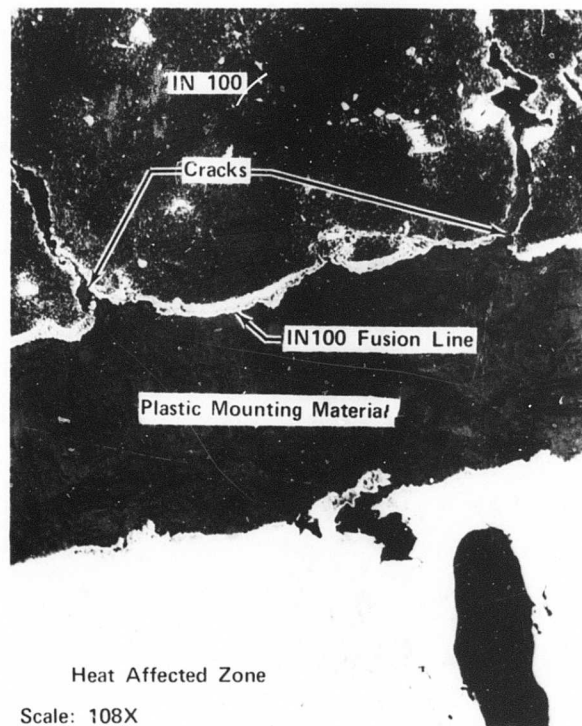 IN 100
Cracks
IN100 Fusion Line
Plastic Mounting Material
Heat Affected Zone
Scale: 108X